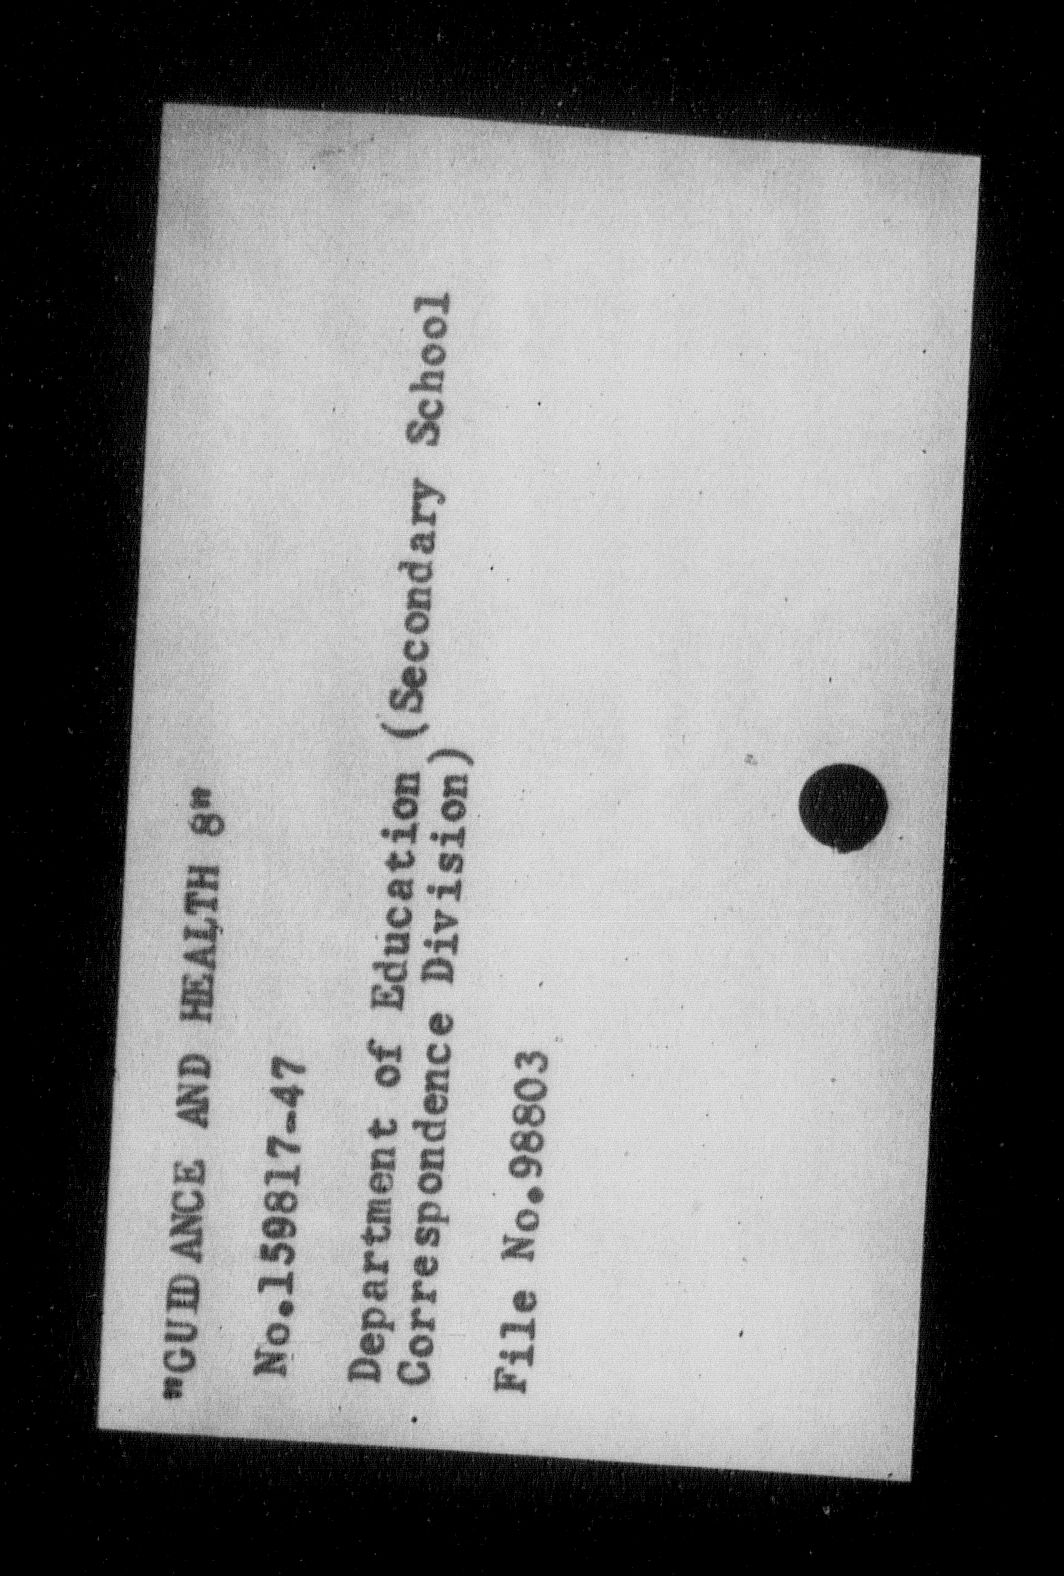 "GUIDANCE AND HEALTH 8"
No.159817-47
Department of Education (Secondary School
Correspondence Division)
File No.98803